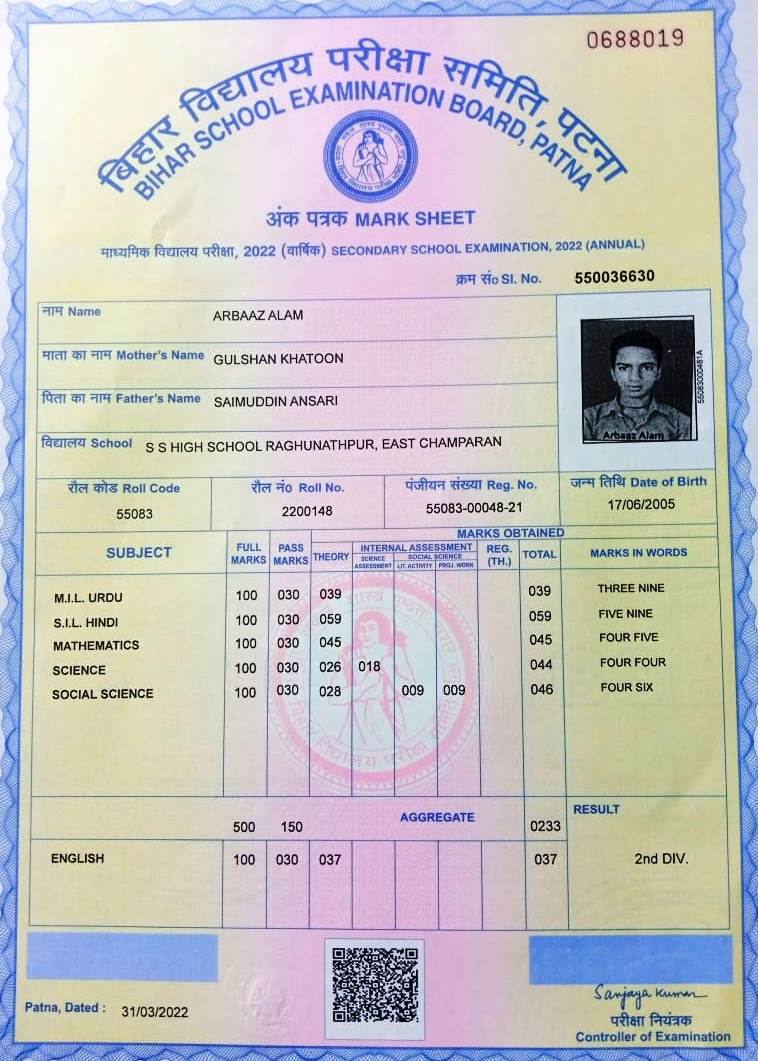 0688019
बिहार विद्यालय परीक्षा समिति, पटना
BIHAR SCHOOL EXAMINATION BOARD, PATNA
अंक पत्रक MARK SHEET
माध्यमिक विद्यालय परीक्षा, 2022 (वार्षिक) SECONDARY SCHOOL EXAMINATION, 2022 (ANNUAL)
क्रम संo Sl. No. 550036630
नाम Name ARBAAZ ALAM
माता का नाम Mother's Name GULSHAN KHATOON
पिता का नाम Father's Name SAIMUDDIN ANSARI
विद्यालय School S S HIGH SCHOOL RAGHUNATHPUR, EAST CHAMPARAN
Arbaaz Alam
55083000481A
रौल कोड Roll Code रौल नंo Roll No. पंजीयन संख्या Reg. No. जन्म तिथि Date of Birth
55083 2200148 55083-00048-21 17/06/2005
MARKS OBTAINED
SUBJECT FULL MARKS PASS MARKS THEORY INTERNAL ASSESSMENT REG. (TH.) TOTAL MARKS IN WORDS
SCIENCE ASSESSMENT SOCIAL SCIENCE LIT. ACTIVITY PROJ. WORK
M.I.L. URDU 100 030 039 039 THREE NINE
S.I.L. HINDI 100 030 059 059 FIVE NINE
MATHEMATICS 100 030 045 045 FOUR FIVE
SCIENCE 100 030 026 018 044 FOUR FOUR
SOCIAL SCIENCE 100 030 028 009 009 046 FOUR SIX
500 150 AGGREGATE 0233 RESULT
ENGLISH 100 030 037 037 2nd DIV.
Patna, Dated : 31/03/2022
Sanjaya Kumar
परीक्षा नियंत्रक
Controller of Examination